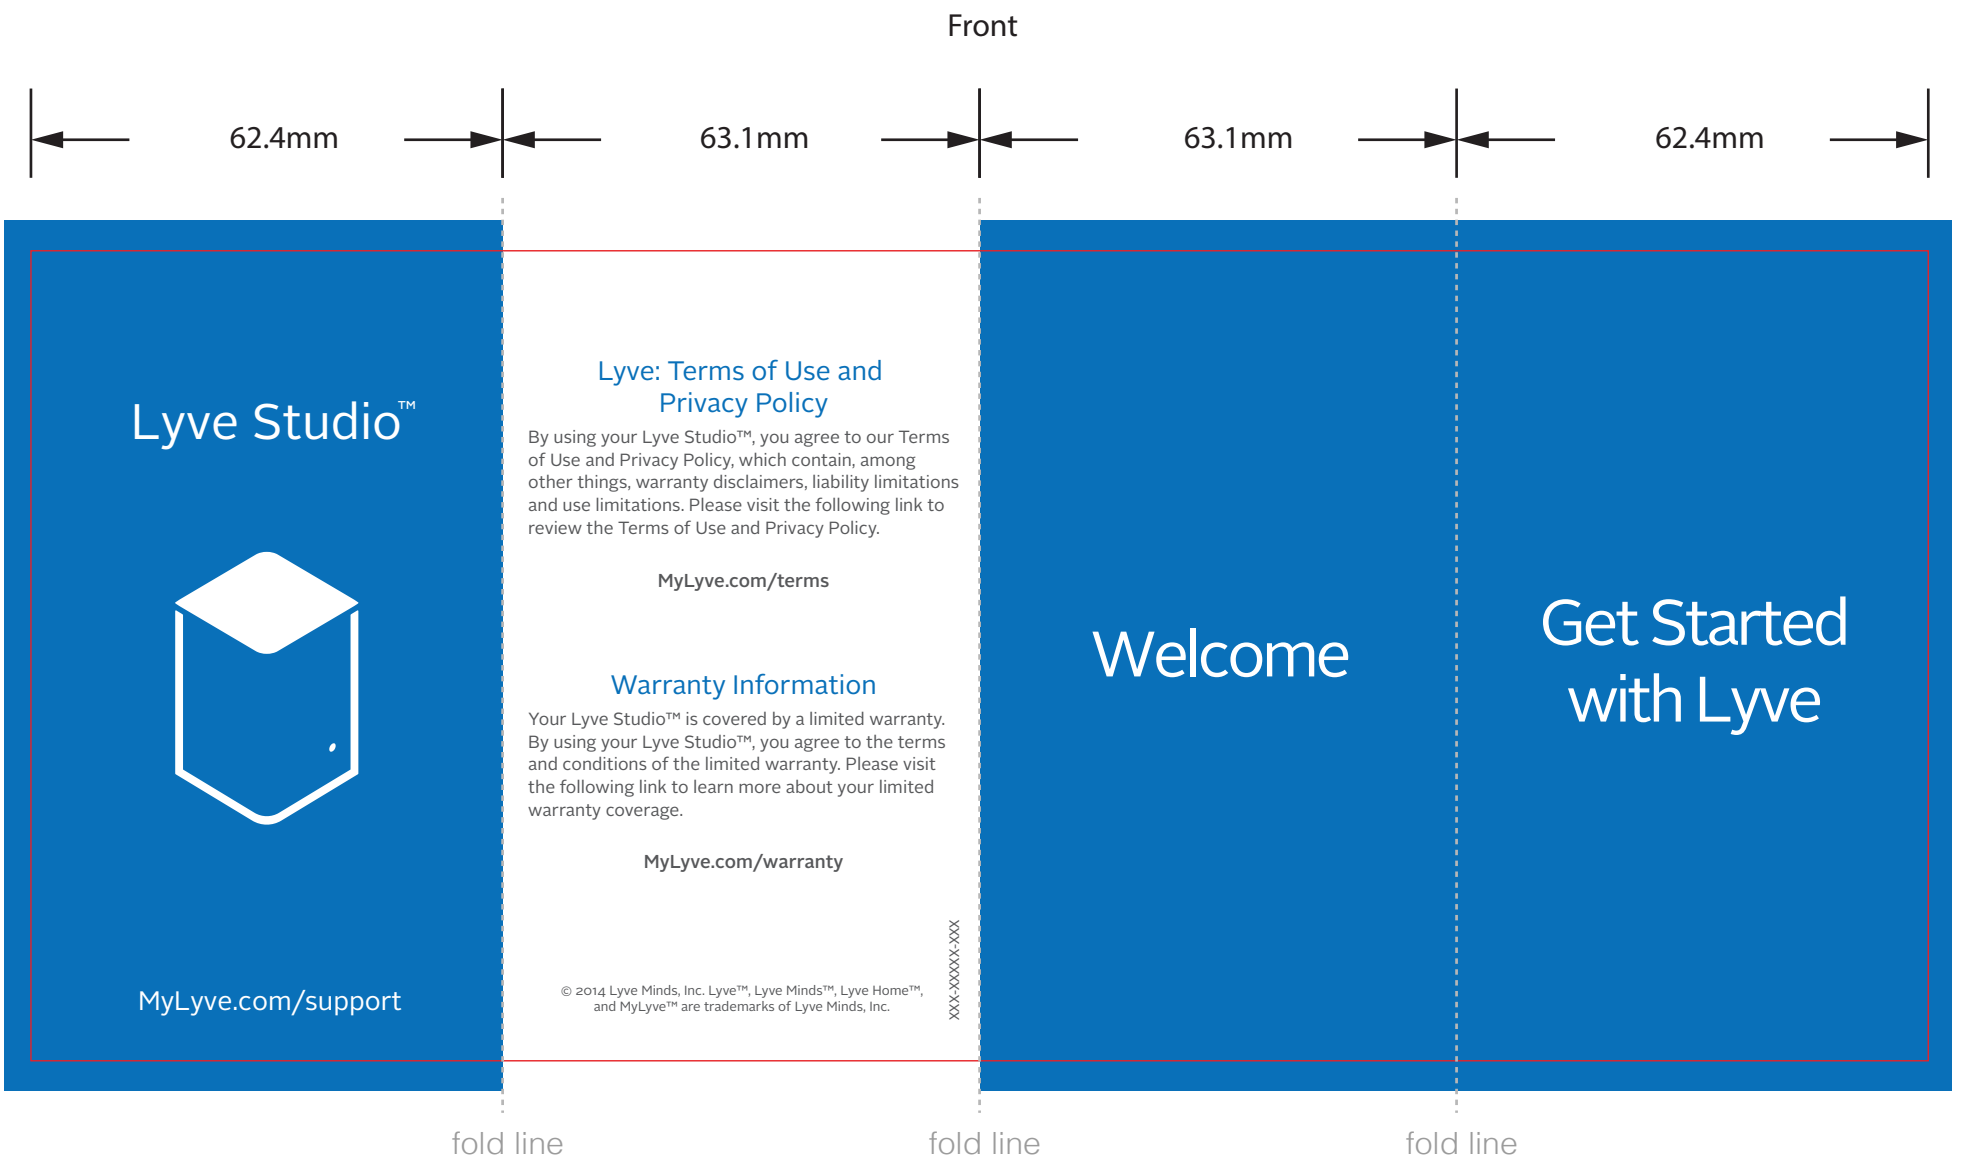 Front
62.4mm
63.1mm
63.1mm
62.4mm
Lyve Studio™
MyLyve.com/support
Lyve: Terms of Use and
Privacy Policy
By using your Lyve Studio™, you agree to our Terms
of Use and Privacy Policy, which contain, among
other things, warranty disclaimers, liability limitations
and use limitations. Please visit the following link to
review the Terms of Use and Privacy Policy.
MyLyve.com/terms
Warranty Information
Your Lyve Studio™ is covered by a limited warranty.
By using your Lyve Studio™, you agree to the terms
and conditions of the limited warranty. Please visit
the following link to learn more about your limited
warranty coverage.
MyLyve.com/warranty
© 2014 Lyve Minds, Inc. Lyve™, Lyve Minds™, Lyve Home™,
and MyLyve™ are trademarks of Lyve Minds, Inc.
XXX-XXXXX-XXX
Welcome
Get Started
with Lyve
fold line
fold line
fold line